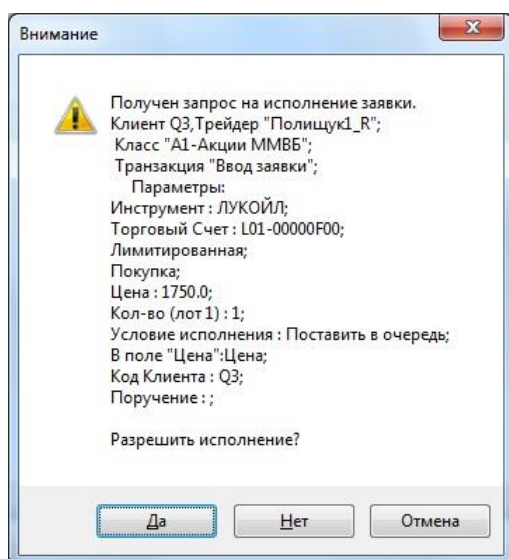 Внимание
Получен запрос на исполнение заявки.
Клиент Q3,Трейдер "Полищук1_R";
Класс "А1-Акции ММВБ";
Транзакция "Ввод заявки";
Параметры:
Инструмент : ЛУКОЙЛ;
Торговый Счет : L01-00000F00;
Лимитированная;
Покупка;
Цена : 1750.0;
Кол-во (лот 1) : 1;
Условие исполнения : Поставить в очередь;
В поле "Цена":Цена;
Код Клиента : Q3;
Поручение : ;
Разрешить исполнение?
Да Нет Отмена